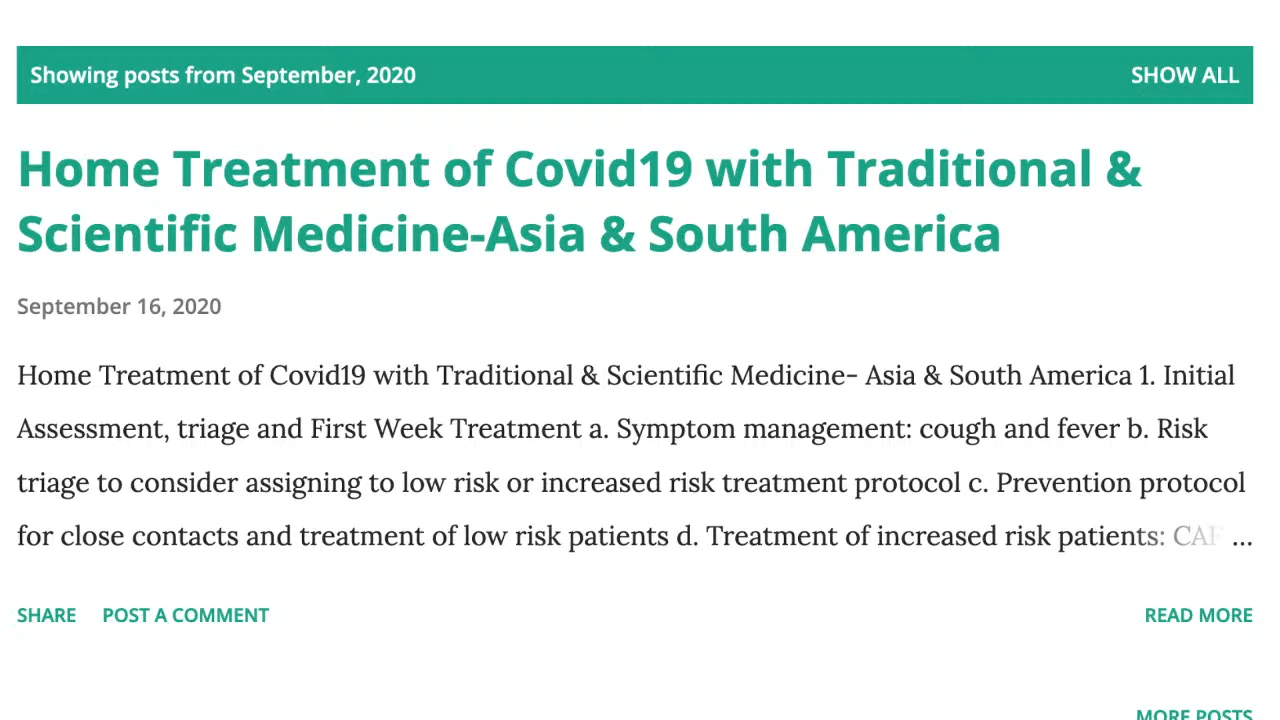 Showing posts from September, 2020 SHOW ALL
Home Treatment of Covid19 with Traditional &
Scientific Medicine-Asia & South America
September 16, 2020
Home Treatment of Covid19 with Traditional & Scientific Medicine- Asia & South America 1. Initial
Assessment, triage and First Week Treatment a. Symptom management: cough and fever b. Risk
triage to consider assigning to low risk or increased risk treatment protocol c. Prevention protocol
for close contacts and treatment of low risk patients d. Treatment of increased risk patients: ...
SHARE POST A COMMENT READ MORE
MORE POSTS